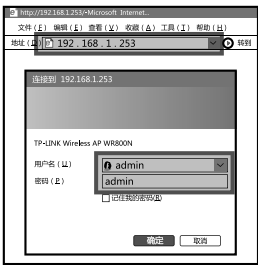 http://192.168.1.253/-Microsoft Internet...
文件(F) 编辑(E) 查看(V) 收藏(A) 工具(T) 帮助(H)
地址(D) 192.168.1.253 转到
连接到 192.168.1.253
TP-LINK Wireless AP WR800N
用户名(U) admin
密码(P) admin
记住我的密码(R)
确定 取消